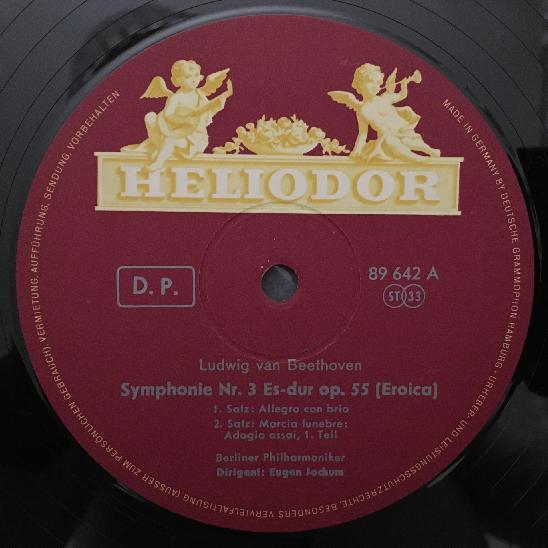 HELIODOR
D. P.
89 642 A
ST 33
Ludwig van Beethoven
Symphonie Nr. 3 Es-dur op. 55 (Eroica)
1. Satz: Allegro con brio
2. Satz: Marcia funebre:
Adagio assai, 1. Teil
Berliner Philharmoniker
Dirigent: Eugen Jochum
MADE IN GERMANY BY DEUTSCHE GRAMMOPHON HAMBURG · URHEBER- UND LEISTUNGSSCHUTZRECHTE, BESONDERS VERVIELFÄLTIGUNG (AUSSER ZUM PERSÖNLICHEN GEBRAUCH), VERMIETUNG, AUFFÜHRUNG, SENDUNG, VORBEHALTEN